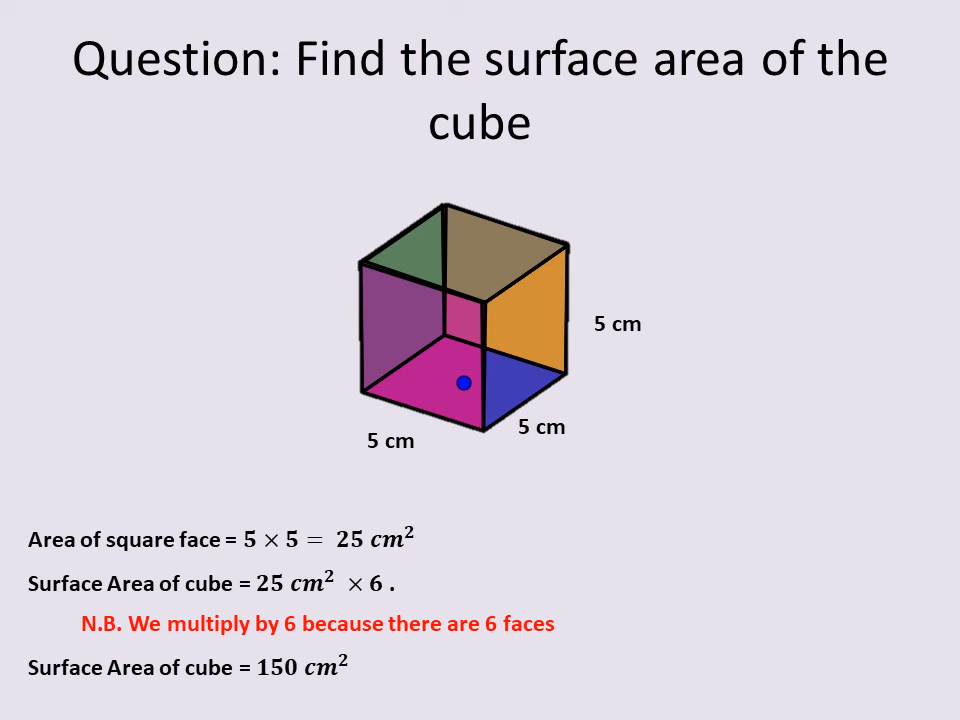 Question: Find the surface area of the
cube
5 cm
5 cm
5 cm
Area of square face = 5 × 5 = 25 cm²
Surface Area of cube = 25 cm² × 6 .
N.B. We multiply by 6 because there are 6 faces
Surface Area of cube = 150 cm²